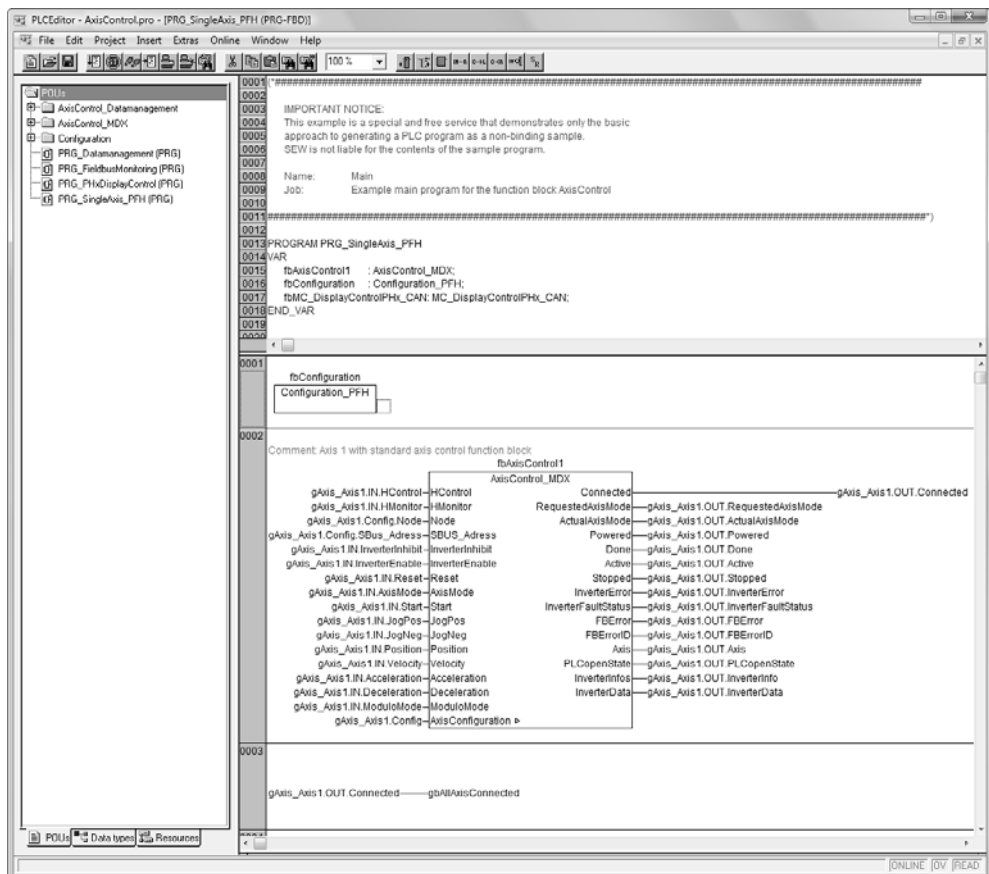 PLCEditor - AxisControl.pro - [PRG_SingleAxis_PFH (PRG-FBD)]
File Edit Project Insert Extras Online Window Help
100 %
POUs
AxisControl_Datamanagement
AxisControl_MDX
Configuration
PRG_Datamanagement (PRG)
PRG_FieldbusMonitoring (PRG)
PRG_PHxDisplayControl (PRG)
PRG_SingleAxis_PFH (PRG)
POUs Data types Resources
0001 (*##############################################################################################
0002
0003 IMPORTANT NOTICE:
0004 This example is a special and free service that demonstrates only the basic
0005 approach to generating a PLC program as a non-binding sample.
0006 SEW is not liable for the contents of the sample program.
0007
0008 Name: Main
0009 Job: Example main program for the function block AxisControl
0010
0011 ##############################################################################################*)
0012
0013 PROGRAM PRG_SingleAxis_PFH
0014 VAR
0015 fbAxisControl1 : AxisControl_MDX;
0016 fbConfiguration : Configuration_PFH;
0017 fbMC_DisplayControlPHx_CAN: MC_DisplayControlPHx_CAN;
0018 END_VAR
0019
0001
fbConfiguration
Configuration_PFH
0002
Comment: Axis 1 with standard axis control function block
fbAxisControl1
AxisControl_MDX
gAxis_Axis1.IN.HControl HControl Connected gAxis_Axis1.OUT.Connected
gAxis_Axis1.IN.HMonitor HMonitor RequestedAxisMode gAxis_Axis1.OUT.RequestedAxisMode
gAxis_Axis1.Config.Node Node ActualAxisMode gAxis_Axis1.OUT.ActualAxisMode
gAxis_Axis1.Config.SBus_Adress SBUS_Adress Powered gAxis_Axis1.OUT.Powered
gAxis_Axis1.IN.InverterInhibit InverterInhibit Done gAxis_Axis1.OUT.Done
gAxis_Axis1.IN.InverterEnable InverterEnable Active gAxis_Axis1.OUT.Active
gAxis_Axis1.IN.Reset Reset Stopped gAxis_Axis1.OUT.Stopped
gAxis_Axis1.IN.AxisMode AxisMode InverterError gAxis_Axis1.OUT.InverterError
gAxis_Axis1.IN.Start Start InverterFaultStatus gAxis_Axis1.OUT.InverterFaultStatus
gAxis_Axis1.IN.JogPos JogPos FBError gAxis_Axis1.OUT.FBError
gAxis_Axis1.IN.JogNeg JogNeg FBErrorID gAxis_Axis1.OUT.FBErrorID
gAxis_Axis1.IN.Position Position Axis gAxis_Axis1.OUT.Axis
gAxis_Axis1.IN.Velocity Velocity PLCopenState gAxis_Axis1.OUT.PLCopenState
gAxis_Axis1.IN.Acceleration Acceleration InverterInfos gAxis_Axis1.OUT.InverterInfo
gAxis_Axis1.IN.Deceleration Deceleration InverterData gAxis_Axis1.OUT.InverterData
gAxis_Axis1.IN.ModuloMode ModuloMode
gAxis_Axis1.Config AxisConfiguration ▷
0003
gAxis_Axis1.OUT.Connected gbAllAxisConnected
ONLINE OV READ